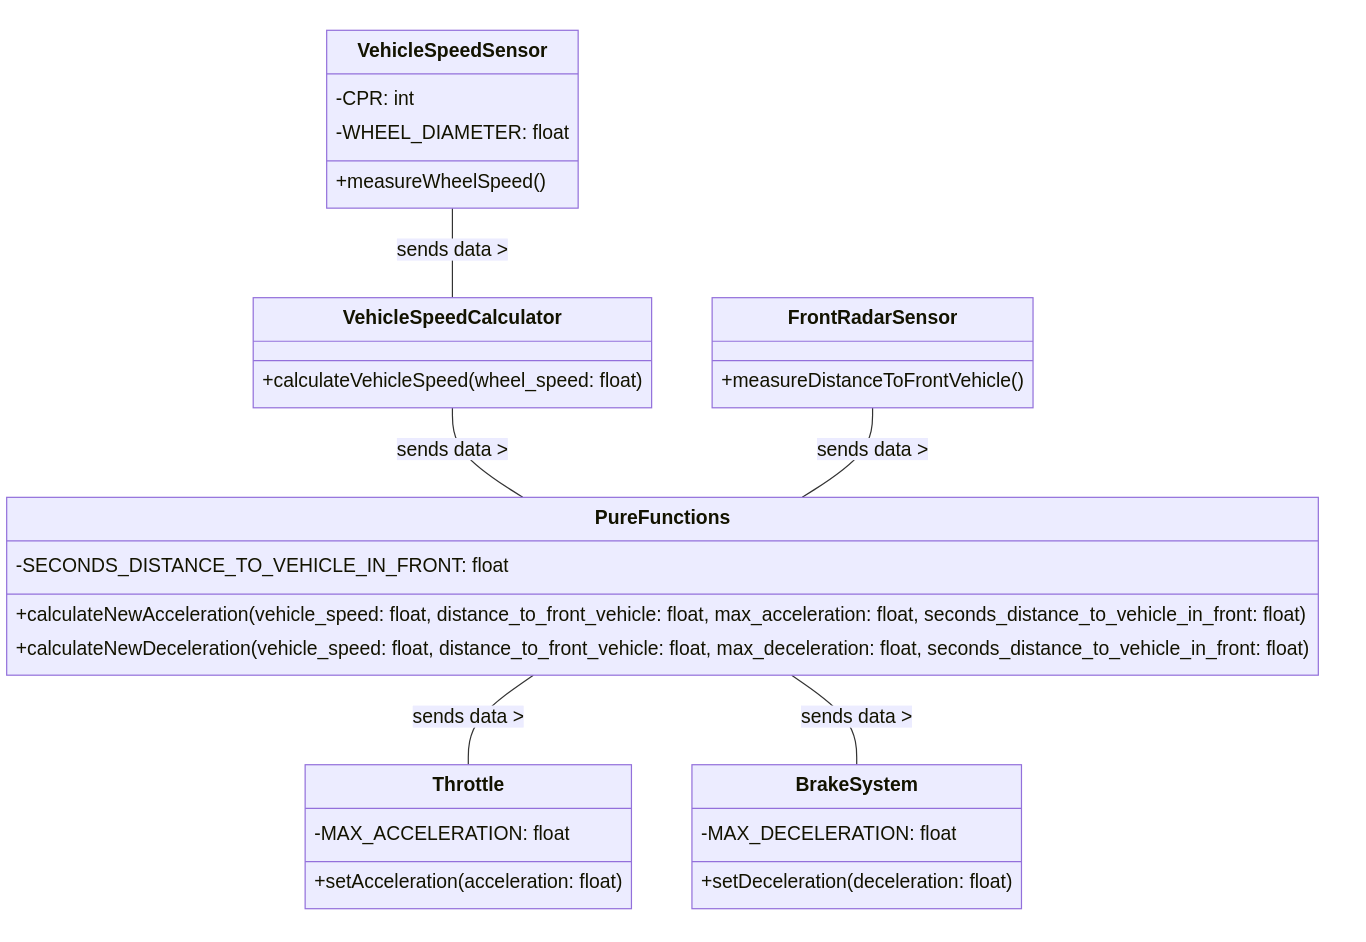 VehicleSpeedSensor
-CPR: int
-WHEEL_DIAMETER: float
+measureWheelSpeed()
sends data >
VehicleSpeedCalculator
+calculateVehicleSpeed(wheel_speed: float)
FrontRadarSensor
+measureDistanceToFrontVehicle()
sends data >
sends data >
PureFunctions
-SECONDS_DISTANCE_TO_VEHICLE_IN_FRONT: float
+calculateNewAcceleration(vehicle_speed: float, distance_to_front_vehicle: float, max_acceleration: float, seconds_distance_to_vehicle_in_front: float)
+calculateNewDeceleration(vehicle_speed: float, distance_to_front_vehicle: float, max_deceleration: float, seconds_distance_to_vehicle_in_front: float)
sends data >
sends data >
Throttle
-MAX_ACCELERATION: float
+setAcceleration(acceleration: float)
BrakeSystem
-MAX_DECELERATION: float
+setDeceleration(deceleration: float)